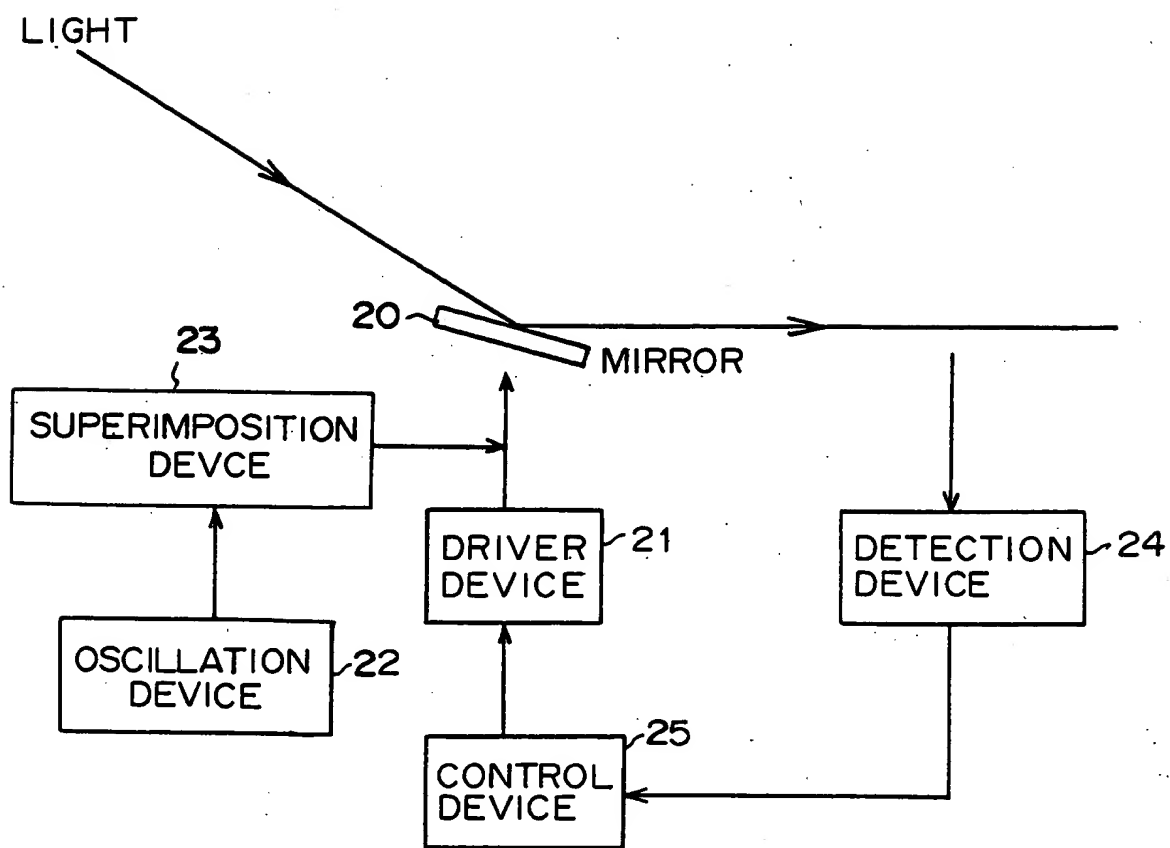 LIGHT
20
MIRROR
23
SUPERIMPOSITION
DEVCE
DRIVER
DEVICE
21
DETECTION
DEVICE
24
OSCILLATION
DEVICE
22
25
CONTROL
DEVICE